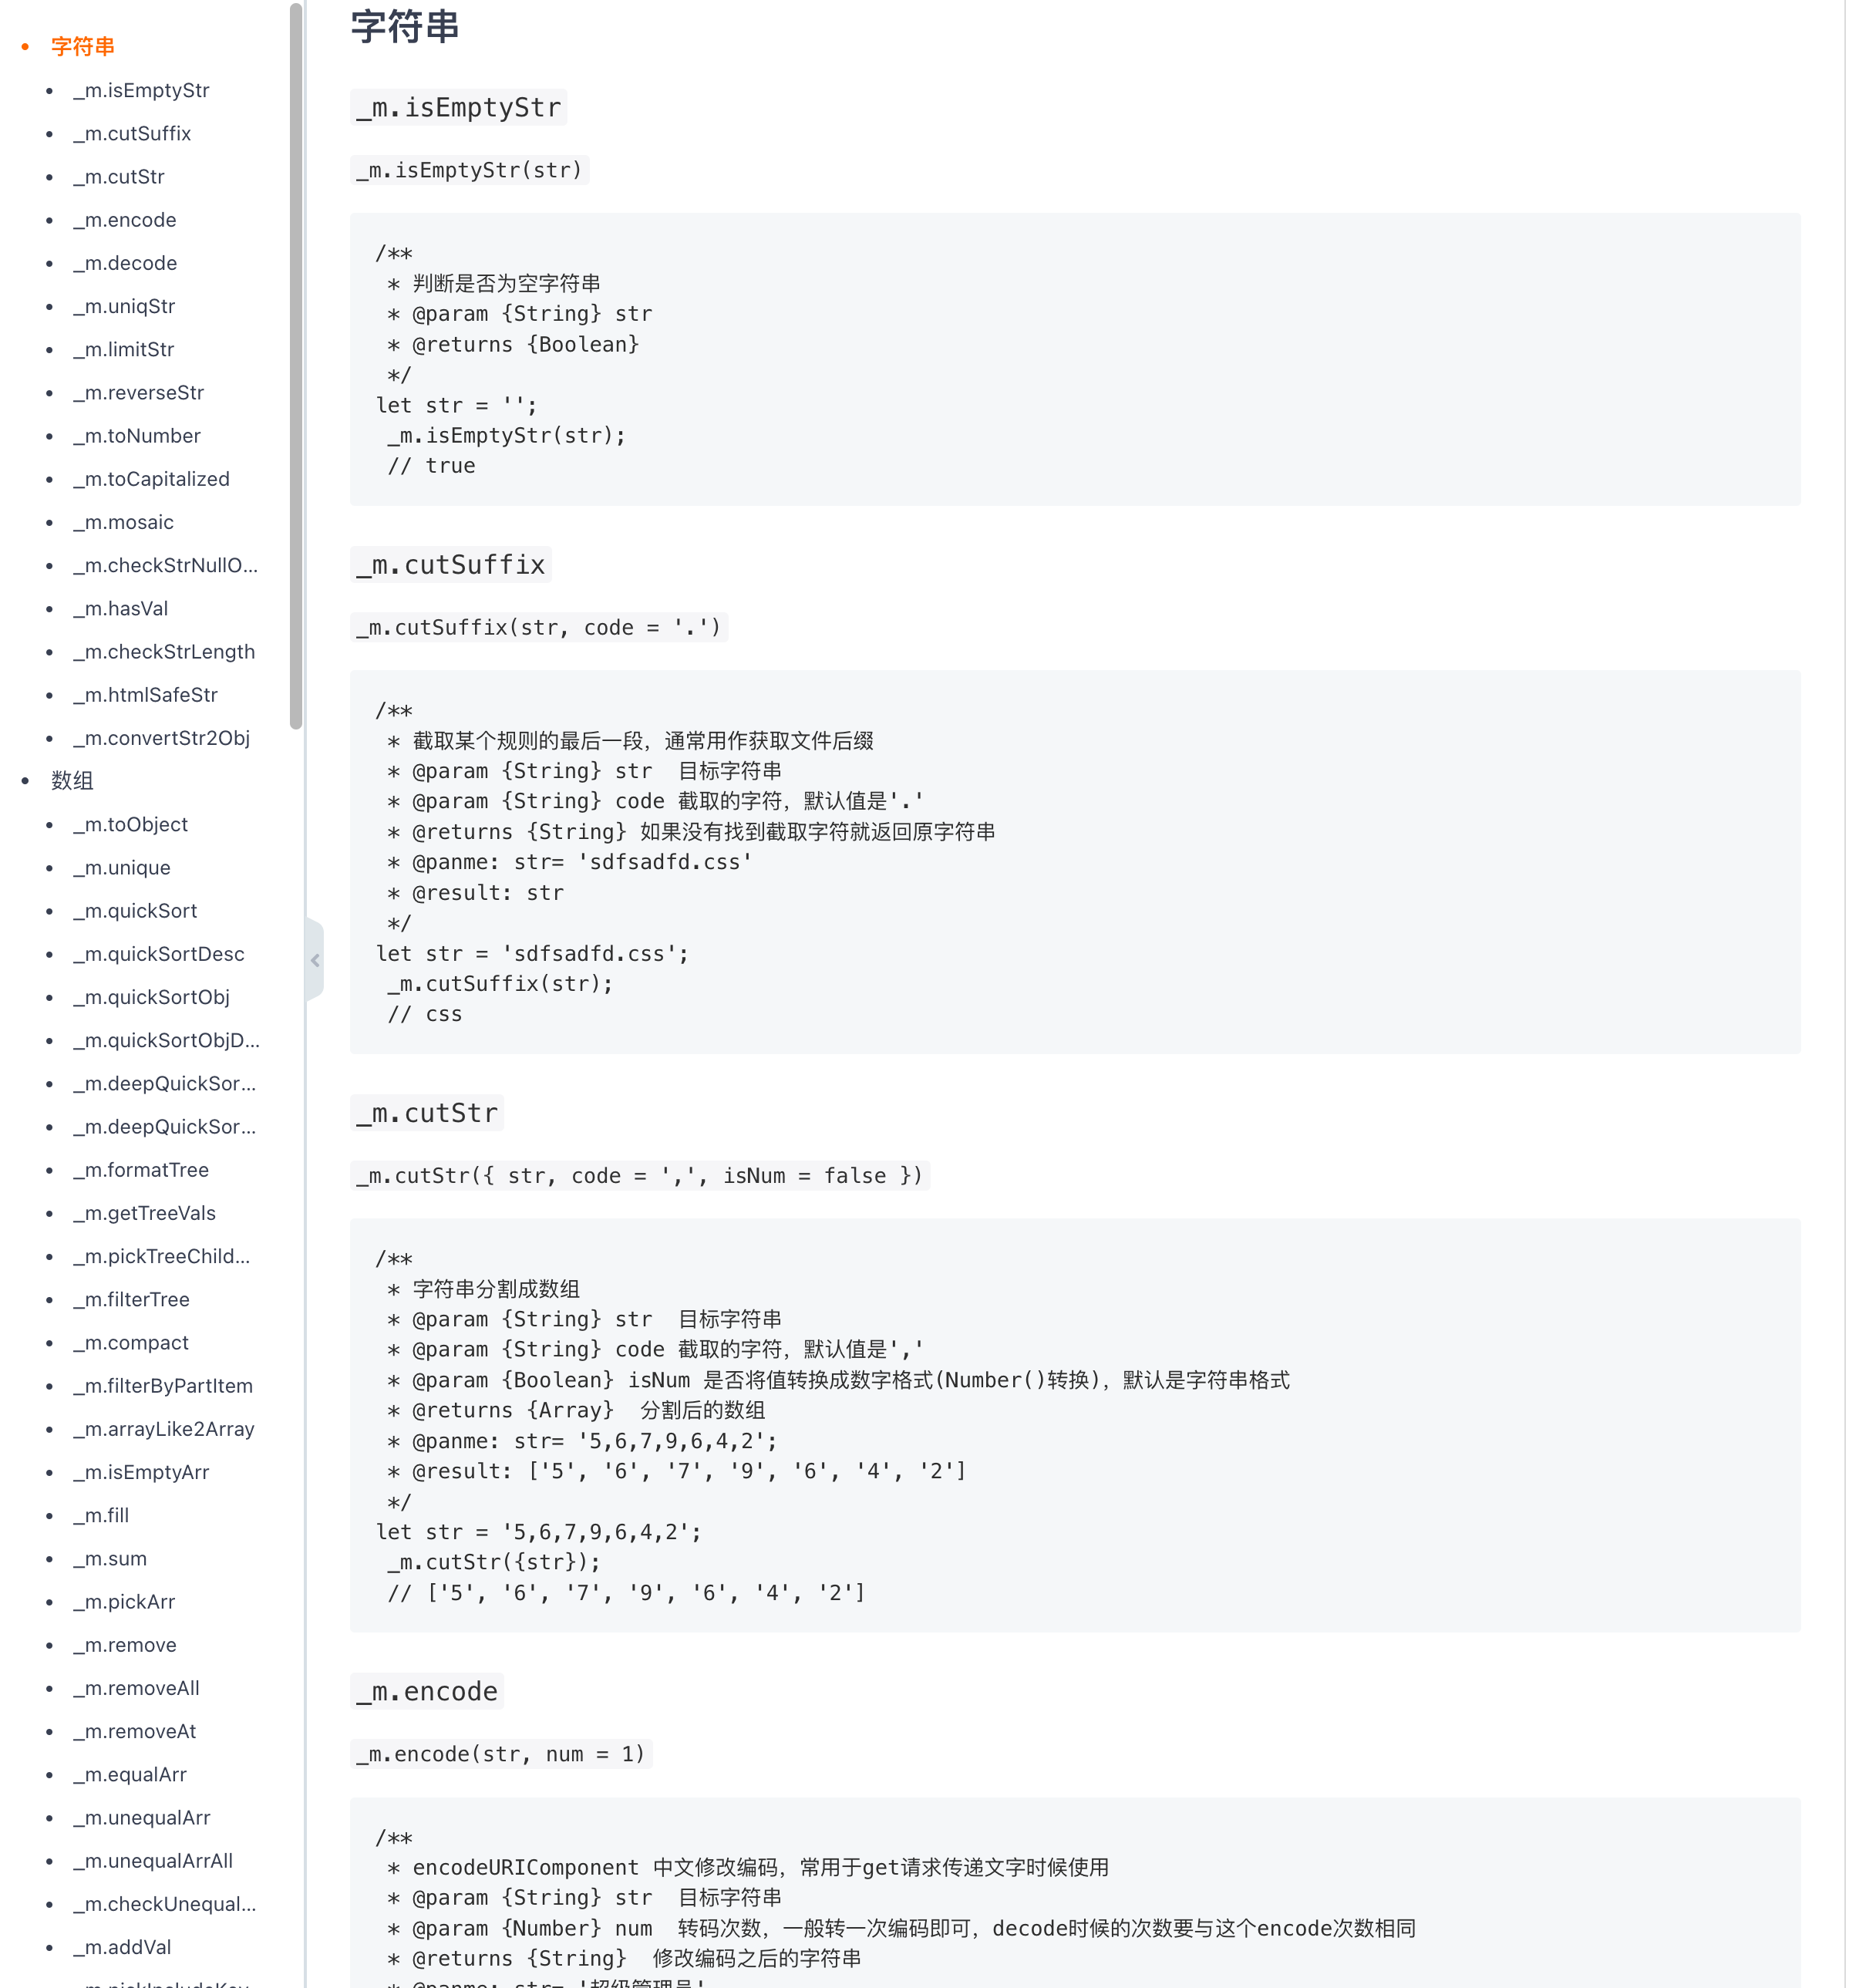 字符串
_m.isEmptyStr
_m.cutSuffix
_m.cutStr
_m.encode
_m.decode
_m.uniqStr
_m.limitStr
_m.reverseStr
_m.toNumber
_m.toCapitalized
_m.mosaic
_m.checkStrNullO...
_m.hasVal
_m.checkStrLength
_m.htmlSafeStr
_m.convertStr2Obj
数组
_m.toObject
_m.unique
_m.quickSort
_m.quickSortDesc
_m.quickSortObj
_m.quickSortObjD...
_m.deepQuickSor...
_m.deepQuickSor...
_m.formatTree
_m.getTreeVals
_m.pickTreeChild...
_m.filterTree
_m.compact
_m.filterByPartItem
_m.arrayLike2Array
_m.isEmptyArr
_m.fill
_m.sum
_m.pickArr
_m.remove
_m.removeAll
_m.removeAt
_m.equalArr
_m.unequalArr
_m.unequalArrAll
_m.checkUnequal...
_m.addVal
字符串
_m.isEmptyStr
_m.isEmptyStr(str)
/**
 * 判断是否为空字符串
 * @param {String} str
 * @returns {Boolean}
 */
let str = '';
 _m.isEmptyStr(str);
 // true
_m.cutSuffix
_m.cutSuffix(str, code = '.')
/**
 * 截取某个规则的最后一段，通常用作获取文件后缀
 * @param {String} str  目标字符串
 * @param {String} code 截取的字符，默认值是'.'
 * @returns {String} 如果没有找到截取字符就返回原字符串
 * @panme: str= 'sdfsadfd.css'
 * @result: str
 */
let str = 'sdfsadfd.css';
 _m.cutSuffix(str);
 // css
_m.cutStr
_m.cutStr({ str, code = ',', isNum = false })
/**
 * 字符串分割成数组
 * @param {String} str  目标字符串
 * @param {String} code 截取的字符，默认值是','
 * @param {Boolean} isNum 是否将值转换成数字格式(Number()转换)，默认是字符串格式
 * @returns {Array}  分割后的数组
 * @panme: str= '5,6,7,9,6,4,2';
 * @result: ['5', '6', '7', '9', '6', '4', '2']
 */
let str = '5,6,7,9,6,4,2';
 _m.cutStr({str});
 // ['5', '6', '7', '9', '6', '4', '2']
_m.encode
_m.encode(str, num = 1)
/**
 * encodeURIComponent 中文修改编码，常用于get请求传递文字时候使用
 * @param {String} str  目标字符串
 * @param {Number} num  转码次数，一般转一次编码即可，decode时候的次数要与这个encode次数相同
 * @returns {String}  修改编码之后的字符串
 * @panme: str= '超级管理员'